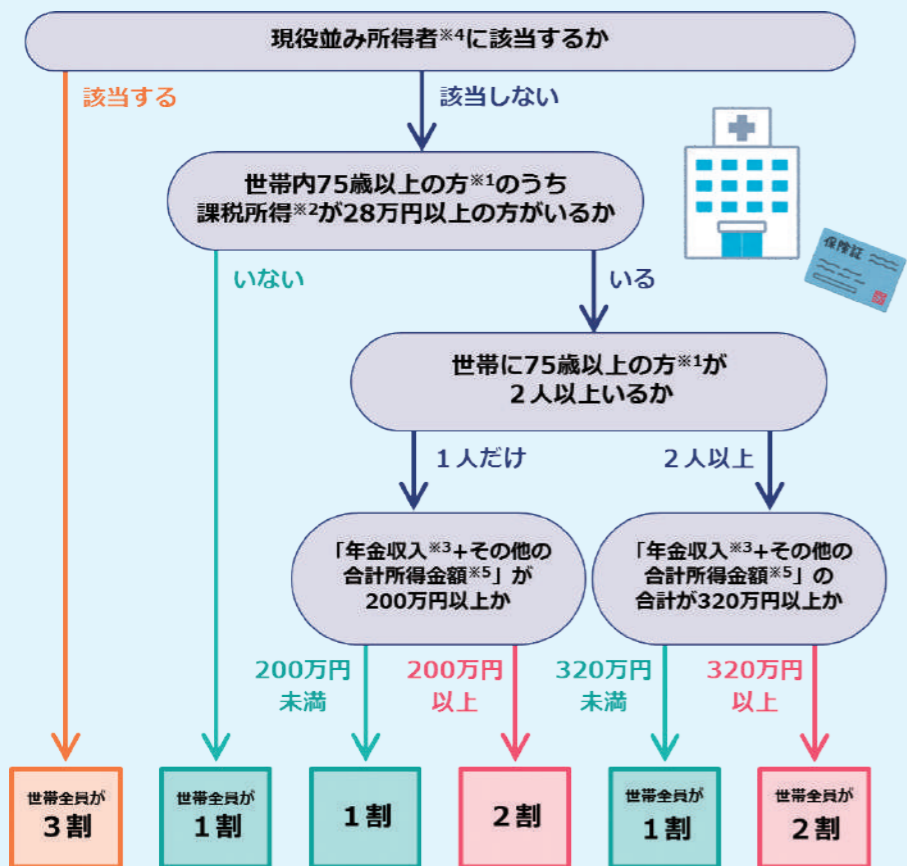 現役並み所得者※4に該当するか
該当する
該当しない
世帯内75歳以上の方※1のうち
課税所得※2が28万円以上の方がいるか
保険証
いない
いる
世帯に75歳以上の方※1が
２人以上いるか
１人だけ
２人以上
「年金収入※3+その他の
合計所得金額※5」が
200万円以上か
「年金収入※3+その他の
合計所得金額※5」の
合計が320万円以上か
200万円
未満
200万円
以上
320万円
未満
320万円
以上
世帯全員が
３割
世帯全員が
１割
１割
２割
世帯全員が
１割
世帯全員が
２割